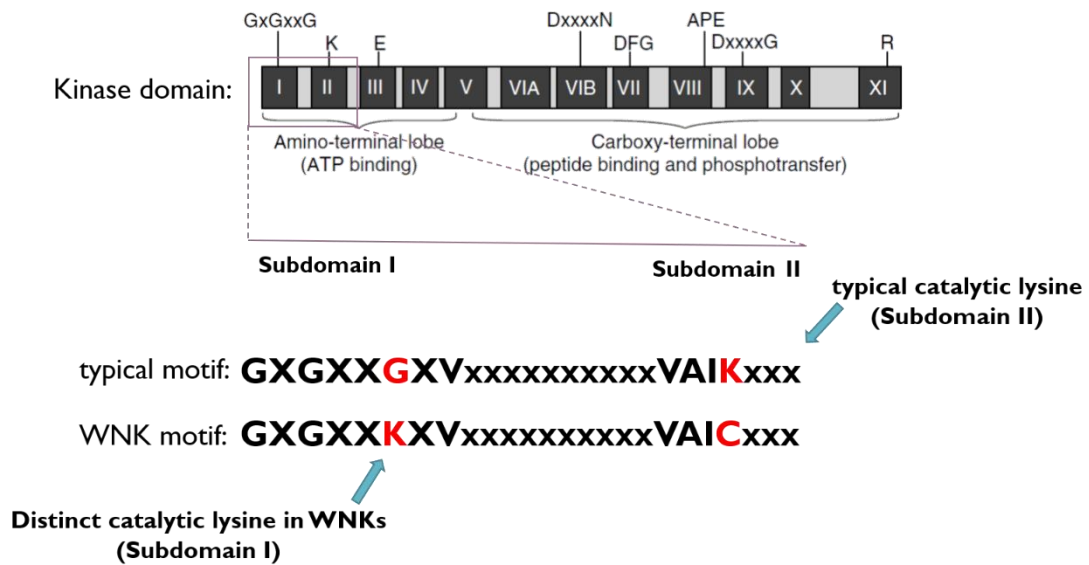 GxGxxG
K
E
DxxxxN
DFG
APE
DxxxxG
R
Kinase domain:
I II III IV V VIA VIB VII VIII IX X XI
Amino-terminal lobe
(ATP binding)
Carboxy-terminal lobe
(peptide binding and phosphotransfer)
Subdomain I
Subdomain II
typical catalytic lysine
(Subdomain II)
typical motif: GXGXXGXVxxxxxxxxxxVAIKxxx
WNK motif: GXGXXKXVxxxxxxxxxxVAICxxx
Distinct catalytic lysine in WNKs
(Subdomain I)